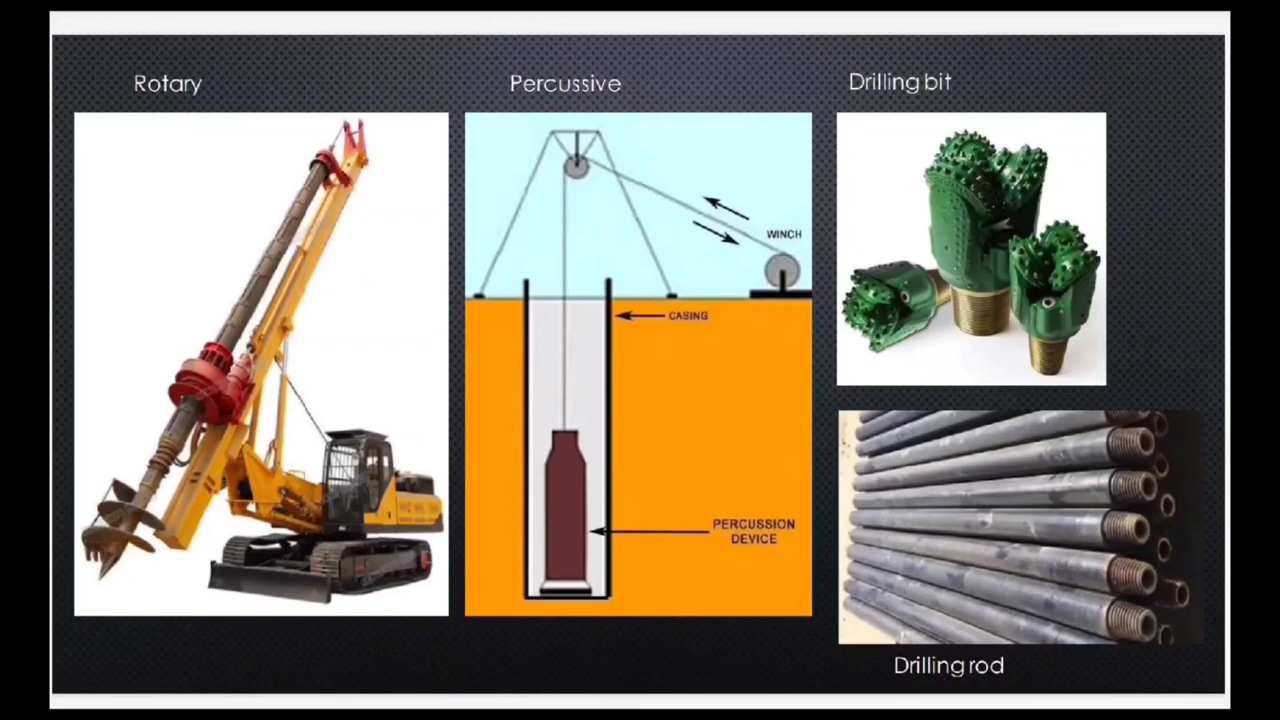 Rotary
Percussive
Drilling bit
WINCH
CASING
PERCUSSION
DEVICE
Drilling rod